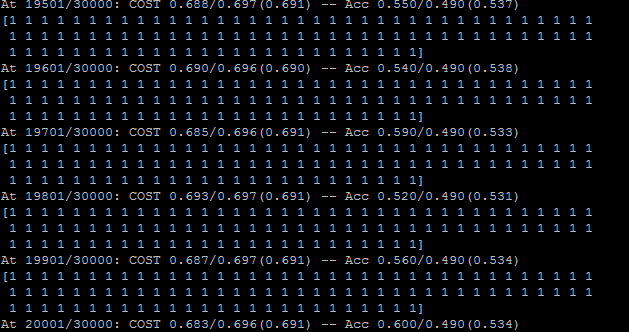 At 19501/30000: COST 0.688/0.697(0.691) -- Acc 0.550/0.490(0.537)
[1 1 1 1 1 1 1 1 1 1 1 1 1 1 1 1 1 1 1 1 1 1 1 1 1 1 1 1 1 1 1 1 1 1 1 1 1
 1 1 1 1 1 1 1 1 1 1 1 1 1 1 1 1 1 1 1 1 1 1 1 1 1 1 1 1 1 1 1 1 1 1 1 1 1
 1 1 1 1 1 1 1 1 1 1 1 1 1 1 1 1 1 1 1 1 1 1 1 1 1 1]
At 19601/30000: COST 0.690/0.696(0.690) -- Acc 0.540/0.490(0.538)
[1 1 1 1 1 1 1 1 1 1 1 1 1 1 1 1 1 1 1 1 1 1 1 1 1 1 1 1 1 1 1 1 1 1 1 1 1
 1 1 1 1 1 1 1 1 1 1 1 1 1 1 1 1 1 1 1 1 1 1 1 1 1 1 1 1 1 1 1 1 1 1 1 1 1
 1 1 1 1 1 1 1 1 1 1 1 1 1 1 1 1 1 1 1 1 1 1 1 1 1 1]
At 19701/30000: COST 0.685/0.696(0.691) -- Acc 0.590/0.490(0.533)
[1 1 1 1 1 1 1 1 1 1 1 1 1 1 1 1 1 1 1 1 1 1 1 1 1 1 1 1 1 1 1 1 1 1 1 1 1
 1 1 1 1 1 1 1 1 1 1 1 1 1 1 1 1 1 1 1 1 1 1 1 1 1 1 1 1 1 1 1 1 1 1 1 1 1
 1 1 1 1 1 1 1 1 1 1 1 1 1 1 1 1 1 1 1 1 1 1 1 1 1 1]
At 19801/30000: COST 0.693/0.697(0.691) -- Acc 0.520/0.490(0.531)
[1 1 1 1 1 1 1 1 1 1 1 1 1 1 1 1 1 1 1 1 1 1 1 1 1 1 1 1 1 1 1 1 1 1 1 1 1
 1 1 1 1 1 1 1 1 1 1 1 1 1 1 1 1 1 1 1 1 1 1 1 1 1 1 1 1 1 1 1 1 1 1 1 1 1
 1 1 1 1 1 1 1 1 1 1 1 1 1 1 1 1 1 1 1 1 1 1 1 1 1 1]
At 19901/30000: COST 0.687/0.697(0.691) -- Acc 0.560/0.490(0.534)
[1 1 1 1 1 1 1 1 1 1 1 1 1 1 1 1 1 1 1 1 1 1 1 1 1 1 1 1 1 1 1 1 1 1 1 1 1
 1 1 1 1 1 1 1 1 1 1 1 1 1 1 1 1 1 1 1 1 1 1 1 1 1 1 1 1 1 1 1 1 1 1 1 1 1
 1 1 1 1 1 1 1 1 1 1 1 1 1 1 1 1 1 1 1 1 1 1 1 1 1 1]
At 20001/30000: COST 0.683/0.696(0.691) -- Acc 0.600/0.490(0.534)